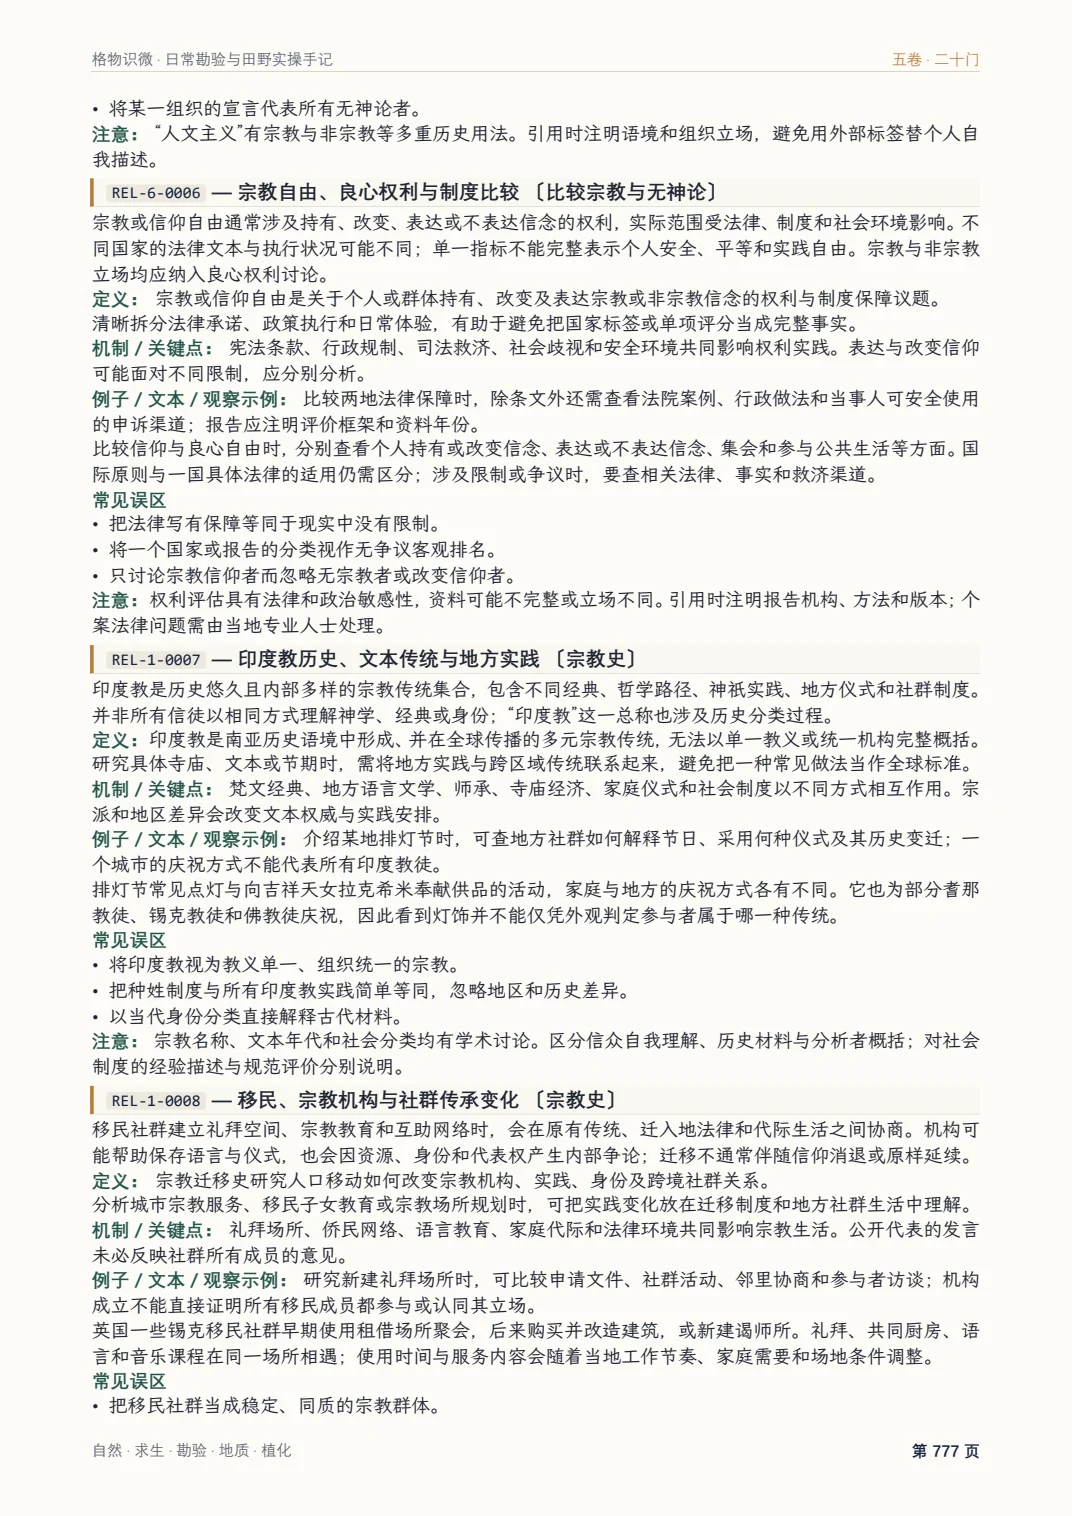 格物识微 · 日常勘验与田野实操手记
五卷 · 二十门
• 将某一组织的宣言代表所有无神论者。
注意：“人文主义”有宗教与非宗教等多重历史用法。引用时注明语境和组织立场，避免用外部标签替个人自
我描述。
REL-6-0006 — 宗教自由、良心权利与制度比较 〔比较宗教与无神论〕
宗教或信仰自由通常涉及持有、改变、表达或不表达信念的权利，实际范围受法律、制度和社会环境影响。不
同国家的法律文本与执行状况可能不同；单一指标不能完整表示个人安全、平等和实践自由。宗教与非宗教
立场均应纳入良心权利讨论。
定义： 宗教或信仰自由是关于个人或群体持有、改变及表达宗教或非宗教信念的权利与制度保障议题。
清晰拆分法律承诺、政策执行和日常体验，有助于避免把国家标签或单项评分当成完整事实。
机制 / 关键点： 宪法条款、行政规制、司法救济、社会歧视和安全环境共同影响权利实践。表达与改变信仰
可能面对不同限制，应分别分析。
例子 / 文本 / 观察示例： 比较两地法律保障时，除条文外还需查看法院案例、行政做法和当事人可安全使用
的申诉渠道；报告应注明评价框架和资料年份。
比较信仰与良心自由时，分别查看个人持有或改变信念、表达或不表达信念、集会和参与公共生活等方面。国
际原则与一国具体法律的适用仍需区分；涉及限制或争议时，要查相关法律、事实和救济渠道。
常见误区
• 把法律写有保障等同于现实中没有限制。
• 将一个国家或报告的分类视作无争议客观排名。
• 只讨论宗教信仰者而忽略无宗教者或改变信仰者。
注意：权利评估具有法律和政治敏感性，资料可能不完整或立场不同。引用时注明报告机构、方法和版本；个
案法律问题需由当地专业人士处理。
REL-1-0007 — 印度教历史、文本传统与地方实践 〔宗教史〕
印度教是历史悠久且内部多样的宗教传统集合，包含不同经典、哲学路径、神祇实践、地方仪式和社群制度。
并非所有信徒以相同方式理解神学、经典或身份；“印度教”这一总称也涉及历史分类过程。
定义：印度教是南亚历史语境中形成、并在全球传播的多元宗教传统，无法以单一教义或统一机构完整概括。
研究具体寺庙、文本或节期时，需将地方实践与跨区域传统联系起来，避免把一种常见做法当作全球标准。
机制 / 关键点： 梵文经典、地方语言文学、师承、寺庙经济、家庭仪式和社会制度以不同方式相互作用。宗
派和地区差异会改变文本权威与实践安排。
例子 / 文本 / 观察示例： 介绍某地排灯节时，可查地方社群如何解释节日、采用何种仪式及其历史变迁；一
个城市的庆祝方式不能代表所有印度教徒。
排灯节常见点灯与向吉祥天女拉克希米奉献供品的活动，家庭与地方的庆祝方式各有不同。它也为部分耆那
教徒、锡克教徒和佛教徒庆祝，因此看到灯饰并不能仅凭外观判定参与者属于哪一种传统。
常见误区
• 将印度教视为教义单一、组织统一的宗教。
• 把种姓制度与所有印度教实践简单等同，忽略地区和历史差异。
• 以当代身份分类直接解释古代材料。
注意： 宗教名称、文本年代和社会分类均有学术讨论。区分信众自我理解、历史材料与分析者概括；对社会
制度的经验描述与规范评价分别说明。
REL-1-0008 — 移民、宗教机构与社群传承变化 〔宗教史〕
移民社群建立礼拜空间、宗教教育和互助网络时，会在原有传统、迁入地法律和代际生活之间协商。机构可
能帮助保存语言与仪式，也会因资源、身份和代表权产生内部争论；迁移不通常伴随信仰消退或原样延续。
定义： 宗教迁移史研究人口移动如何改变宗教机构、实践、身份及跨境社群关系。
分析城市宗教服务、移民子女教育或宗教场所规划时，可把实践变化放在迁移制度和地方社群生活中理解。
机制 / 关键点： 礼拜场所、侨民网络、语言教育、家庭代际和法律环境共同影响宗教生活。公开代表的发言
未必反映社群所有成员的意见。
例子 / 文本 / 观察示例： 研究新建礼拜场所时，可比较申请文件、社群活动、邻里协商和参与者访谈；机构
成立不能直接证明所有移民成员都参与或认同其立场。
英国一些锡克移民社群早期使用租借场所聚会，后来购买并改造建筑，或新建谒师所。礼拜、共同厨房、语
言和音乐课程在同一场所相遇；使用时间与服务内容会随着当地工作节奏、家庭需要和场地条件调整。
常见误区
• 把移民社群当成稳定、同质的宗教群体。
自然 · 求生 · 勘验 · 地质 · 植化
第 777 页